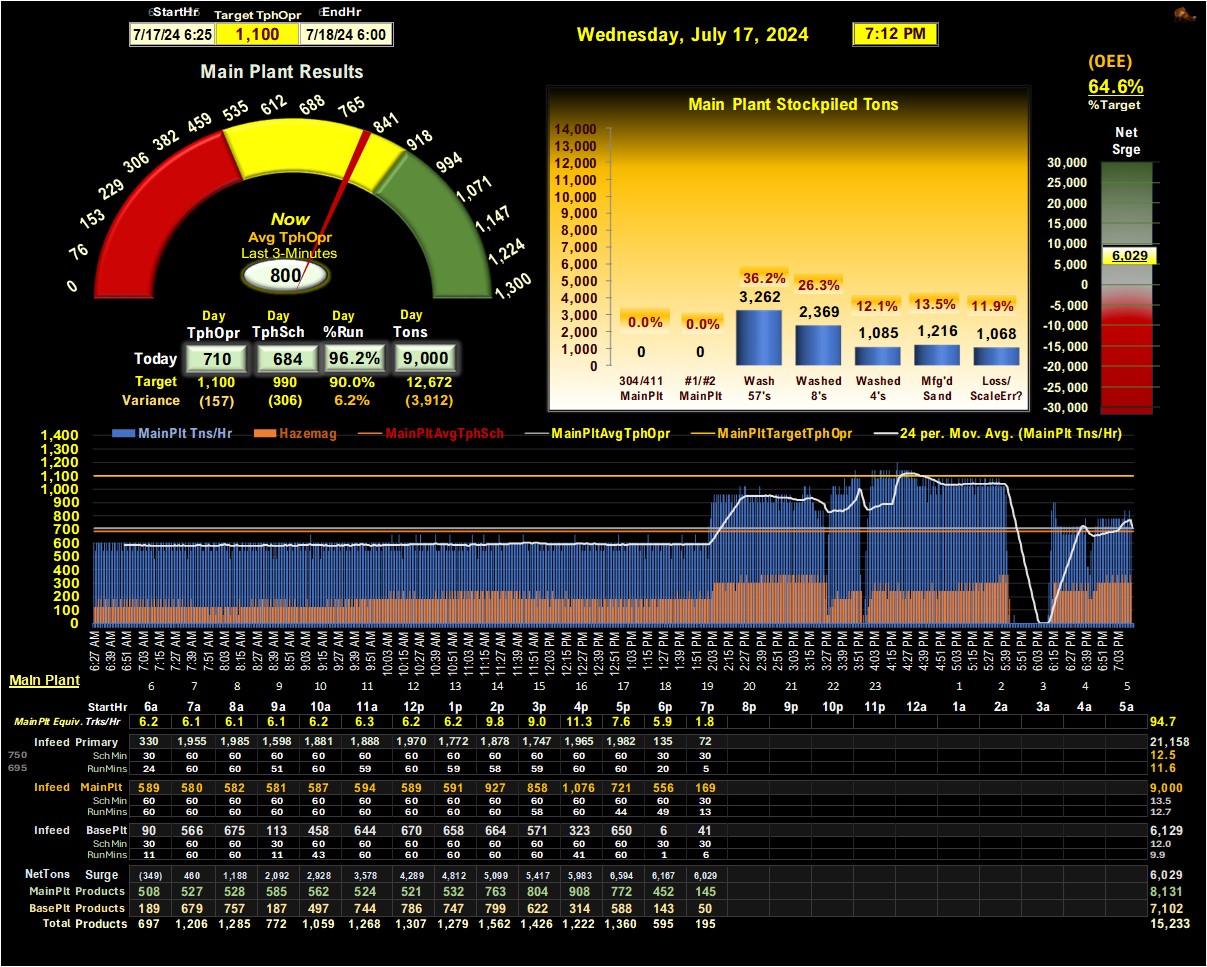 StartHr Target TphOpr EndHr
7/17/24 6:25 1,100 7/18/24 6:00
Wednesday, July 17, 2024 7:12 PM
(OEE)
64.6%
%Target
Main Plant Results
0 76 153 229 306 382 459 535 612 688 765 841 918 994 1,071 1,147 1,224 1,300
Now
Avg TphOpr
Last 3-Minutes
800
Day Day Day Day
TphOpr TphSch %Run Tons
Today 710 684 96.2% 9,000
Target 1,100 990 90.0% 12,672
Variance (157) (306) 6.2% (3,912)
Main Plant Stockpiled Tons
14,000
13,000
12,000
11,000
10,000
9,000
8,000
7,000
6,000
5,000
4,000
3,000
2,000
1,000
0
0.0% 0.0% 36.2% 26.3% 12.1% 13.5% 11.9%
0 0 3,262 2,369 1,085 1,216 1,068
304/411 #1/#2 Wash Washed Washed Mfg'd Loss/
MainPlt MainPlt 57's 8's 4's Sand ScaleErr?
Net
Srge
30,000
25,000
20,000
15,000
10,000
5,000
0
-5,000
-10,000
-15,000
-20,000
-25,000
-30,000
6,029
MainPlt Tns/Hr Hazemag MainPltAvgTphSch MainPltAvgTphOpr MainPltTargetTphOpr 24 per. Mov. Avg. (MainPlt Tns/Hr)
1,400
1,300
1,200
1,100
1,000
900
800
700
600
500
400
300
200
100
0
6:27 AM 6:39 AM 6:51 AM 7:03 AM 7:15 AM 7:27 AM 7:39 AM 7:51 AM 8:03 AM 8:15 AM 8:27 AM 8:39 AM 8:51 AM 9:03 AM 9:15 AM 9:27 AM 9:39 AM 9:51 AM 10:03 AM 10:15 AM 10:27 AM 10:39 AM 10:51 AM 11:03 AM 11:15 AM 11:27 AM 11:39 AM 11:51 AM 12:03 PM 12:15 PM 12:27 PM 12:39 PM 12:51 PM 1:03 PM 1:15 PM 1:27 PM 1:39 PM 1:51 PM 2:03 PM 2:15 PM 2:27 PM 2:39 PM 2:51 PM 3:03 PM 3:15 PM 3:27 PM 3:39 PM 3:51 PM 4:03 PM 4:15 PM 4:27 PM 4:39 PM 4:51 PM 5:03 PM 5:15 PM 5:27 PM 5:39 PM 5:51 PM 6:03 PM 6:15 PM 6:27 PM 6:39 PM 6:51 PM 7:03 PM
Main Plant 6 7 8 9 10 11 12 13 14 15 16 17 18 19 20 21 22 23 1 2 3 4 5
StartHr 6a 7a 8a 9a 10a 11a 12p 1p 2p 3p 4p 5p 6p 7p 8p 9p 10p 11p 12a 1a 2a 3a 4a 5a
MainPlt Equiv. Trks/Hr 6.2 6.1 6.1 6.1 6.2 6.3 6.2 6.2 9.8 9.0 11.3 7.6 5.9 1.8 94.7
Infeed Primary 330 1,955 1,985 1,598 1,881 1,888 1,970 1,772 1,878 1,747 1,965 1,982 135 72 21,158
750 SchMin 30 60 60 60 60 60 60 60 60 60 60 60 30 30 12.5
695 RunMins 24 60 60 51 60 59 60 59 58 59 60 60 20 5 11.6
Infeed MainPlt 589 580 582 581 587 594 589 591 927 858 1,076 721 556 169 9,000
SchMin 60 60 60 60 60 60 60 60 60 60 60 60 60 30 13.5
RunMins 60 60 60 60 60 60 60 60 60 58 60 44 49 13 12.7
Infeed BasePlt 90 566 675 113 458 644 670 658 664 571 323 650 6 41 6,129
SchMin 30 60 60 30 60 60 60 60 60 60 60 60 30 30 12.0
RunMins 11 60 60 11 43 60 60 60 60 60 41 60 1 6 9.9
NetTons Surge (349) 460 1,188 2,092 2,928 3,578 4,289 4,812 5,099 5,417 5,983 6,594 6,167 6,029 6,029
MainPlt Products 508 527 528 585 562 524 521 532 763 804 908 772 452 145 8,131
BasePlt Products 189 679 757 187 497 744 786 747 799 622 314 588 143 50 7,102
Total Products 697 1,206 1,285 772 1,059 1,268 1,307 1,279 1,562 1,426 1,222 1,360 595 195 15,233